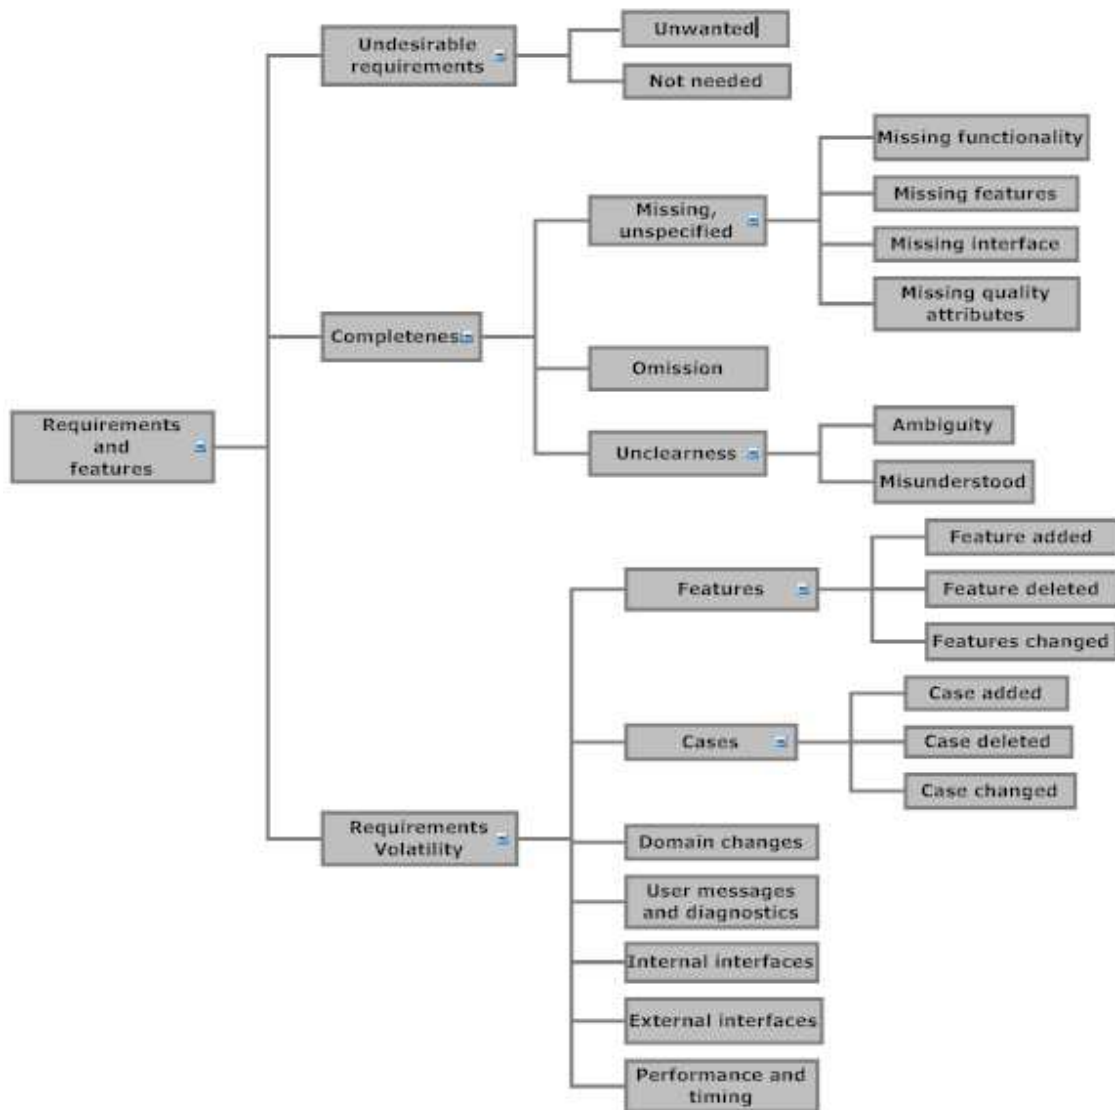 Undesirable
requirements
Unwanted
Not needed
Missing functionality
Missing features
Missing,
unspecified
Missing interface
Missing quality
attributes
Completenes
Omission
Requirements
and
features
Unclearness
Ambiguity
Misunderstood
Feature added
Features
Feature deleted
Features changed
Case added
Cases
Case deleted
Case changed
Requirements
Volatility
Domain changes
User messages
and diagnostics
Internal interfaces
External interfaces
Performance and
timing